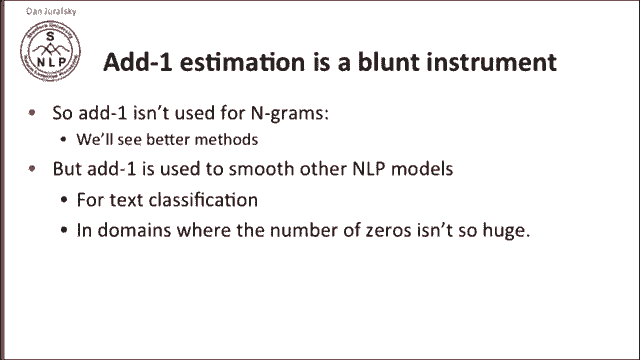 Dan Jurafsky
S
N L P
Add-1 estimation is a blunt instrument
• So add-1 isn't used for N-grams:
• We'll see better methods
• But add-1 is used to smooth other NLP models
• For text classification
• In domains where the number of zeros isn't so huge.